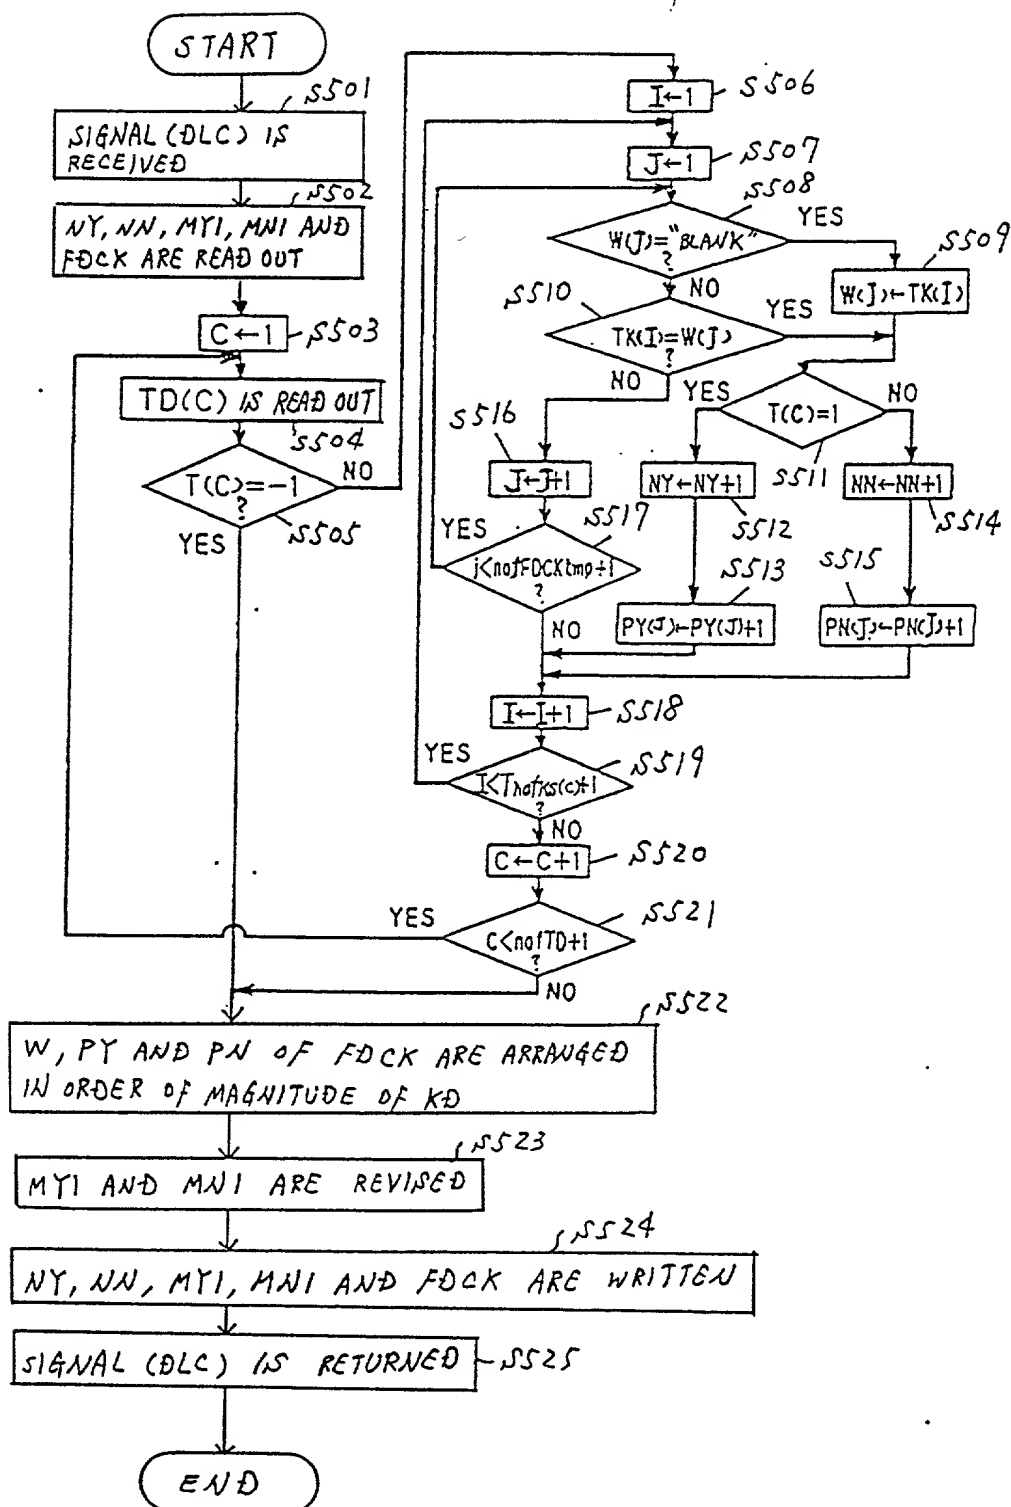 START
S501
SIGNAL (DLC) IS
RECEIVED
S502
NY, NN, MYI, MNI AND
FDCK ARE READ OUT
C←1
S503
TD(C) IS READ OUT
S504
T(C)=-1
?
NO
YES
S505
I←1
S506
J←1
S507
S508
W(J)="BLANK"
?
YES
NO
S509
W(J)←TK(I)
S510
TK(I)=W(J)
?
YES
NO
YES
T(C)=1
NO
S511
S516
J←J+1
NY←NY+1
S512
NN←NN+1
S514
S517
YES
j<nofFDCKtmp+1
?
NO
S513
PY(J)←PY(J)+1
S515
PN(J)←PN(J)+1
I←I+1
S518
YES
I<Tnofks(c)+1
?
S519
NO
C←C+1
S520
YES
C<nofTD+1
?
S521
NO
S522
W, PY AND PN OF FDCK ARE ARRANGED
IN ORDER OF MAGNITUDE OF KD
S523
MYI AND MNI ARE REVISED
S524
NY, NN, MYI, MNI AND FDCK ARE WRITTEN
SIGNAL (DLC) IS RETURNED
S525
END